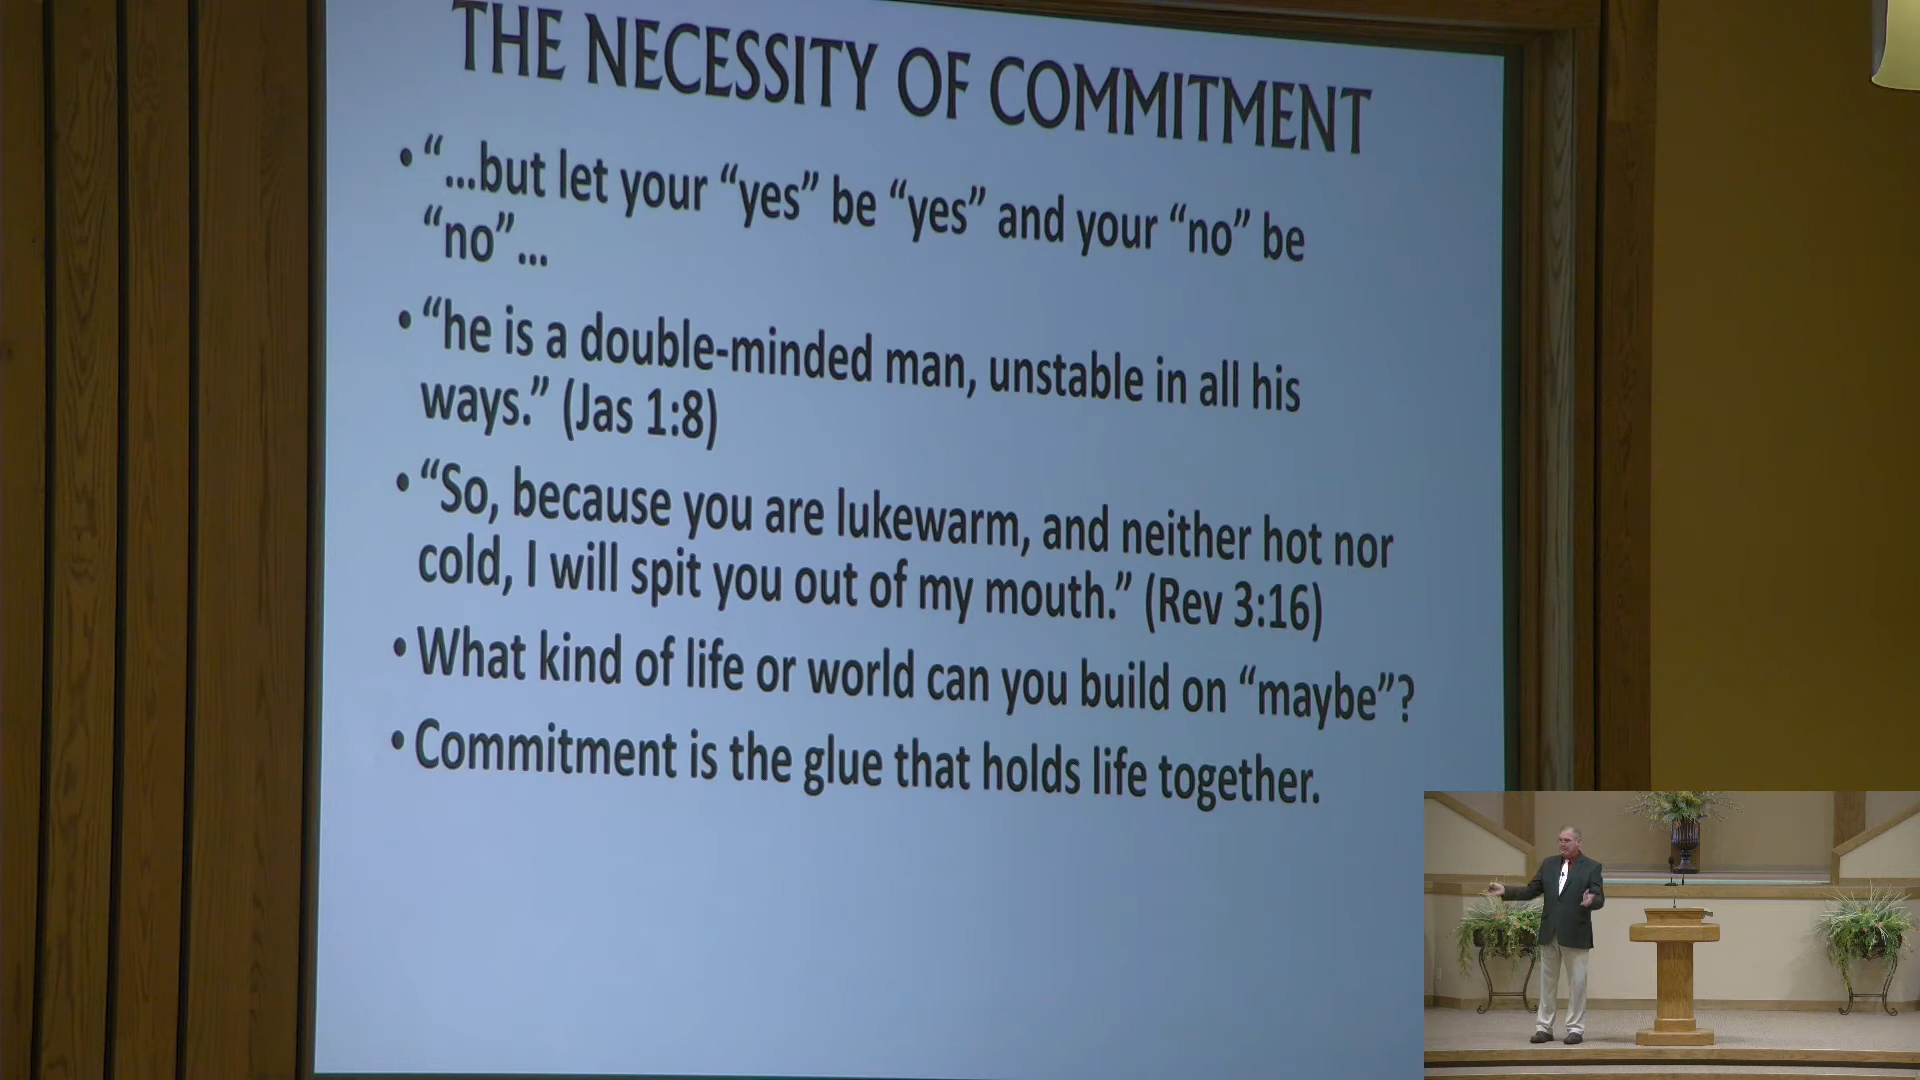 THE NECESSITY OF COMMITMENT
• “...but let your “yes” be “yes” and your “no” be
“no”...
• “he is a double-minded man, unstable in all his
ways.” (Jas 1:8)
• “So, because you are lukewarm, and neither hot nor
cold, I will spit you out of my mouth.” (Rev 3:16)
• What kind of life or world can you build on “maybe”?
• Commitment is the glue that holds life together.